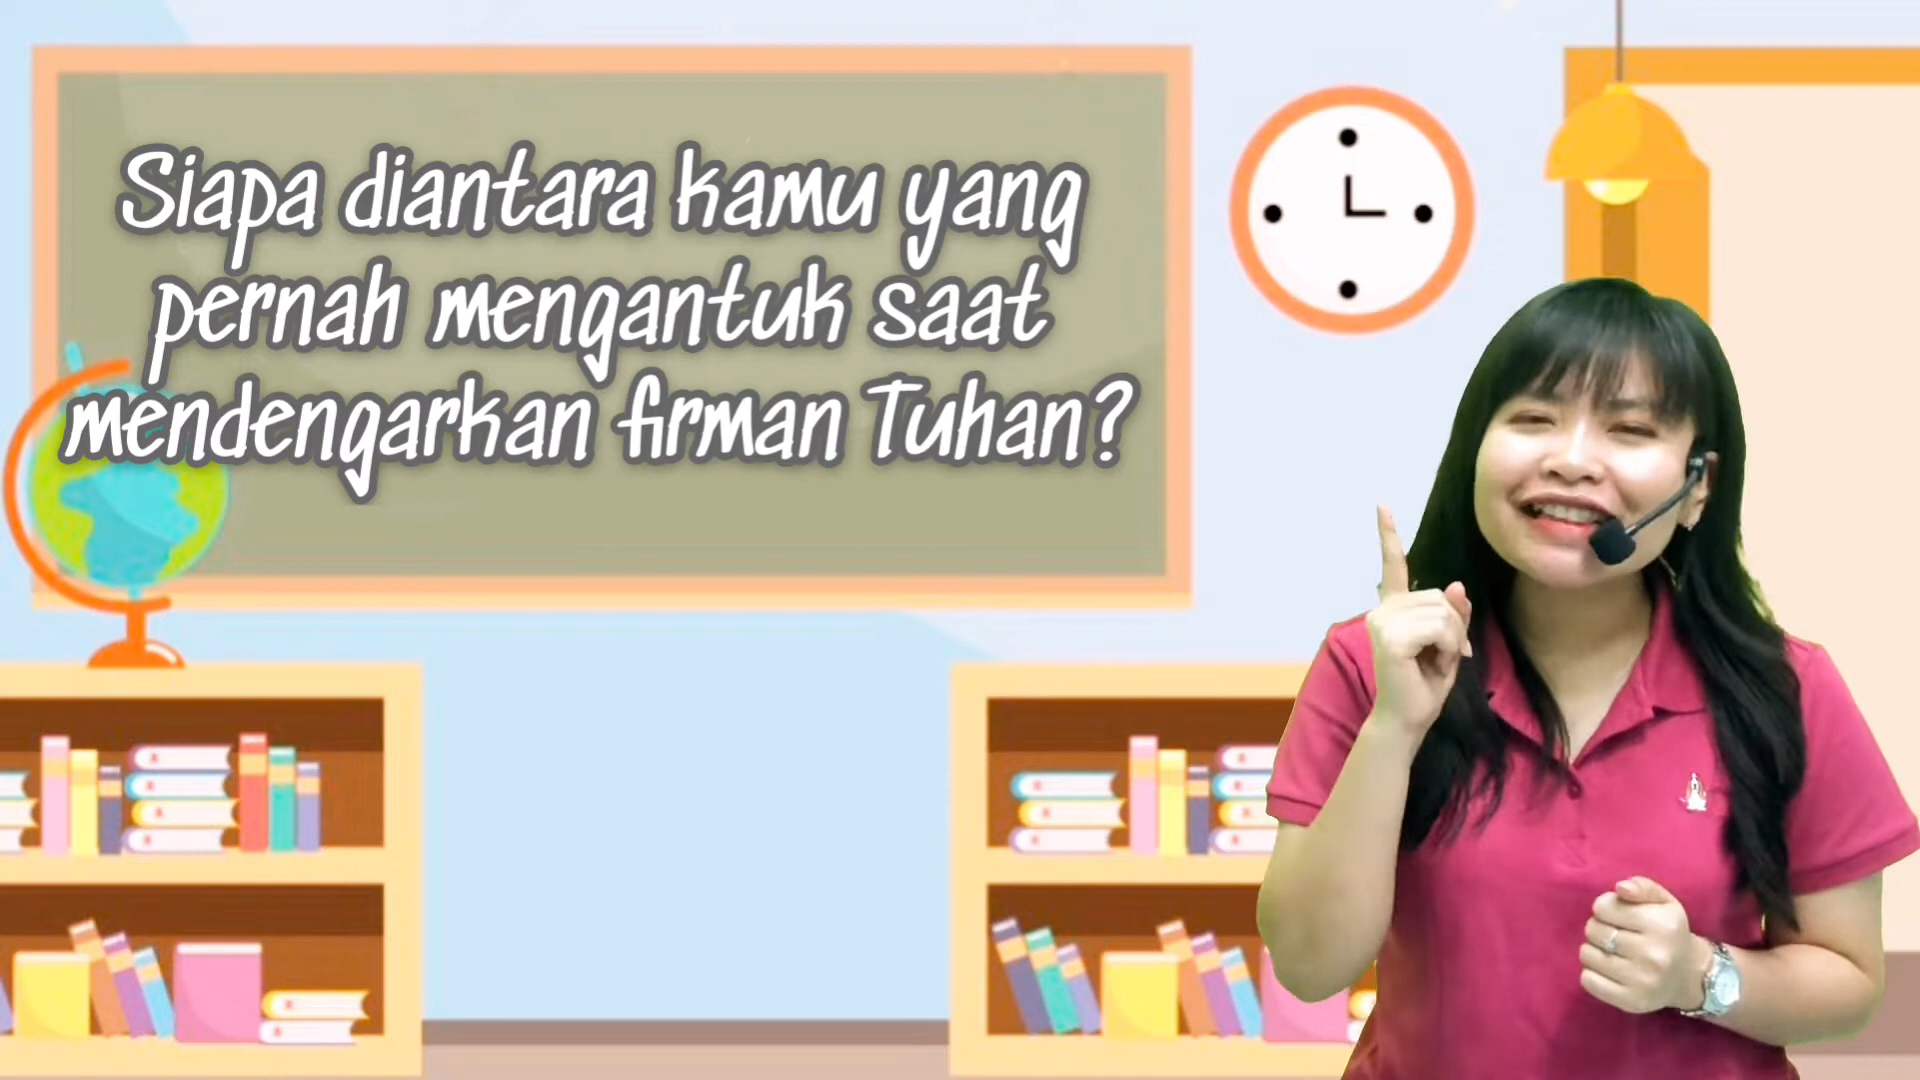 Siapa diantara kamu yang
pernah mengantuk saat
mendengarkan firman Tuhan?